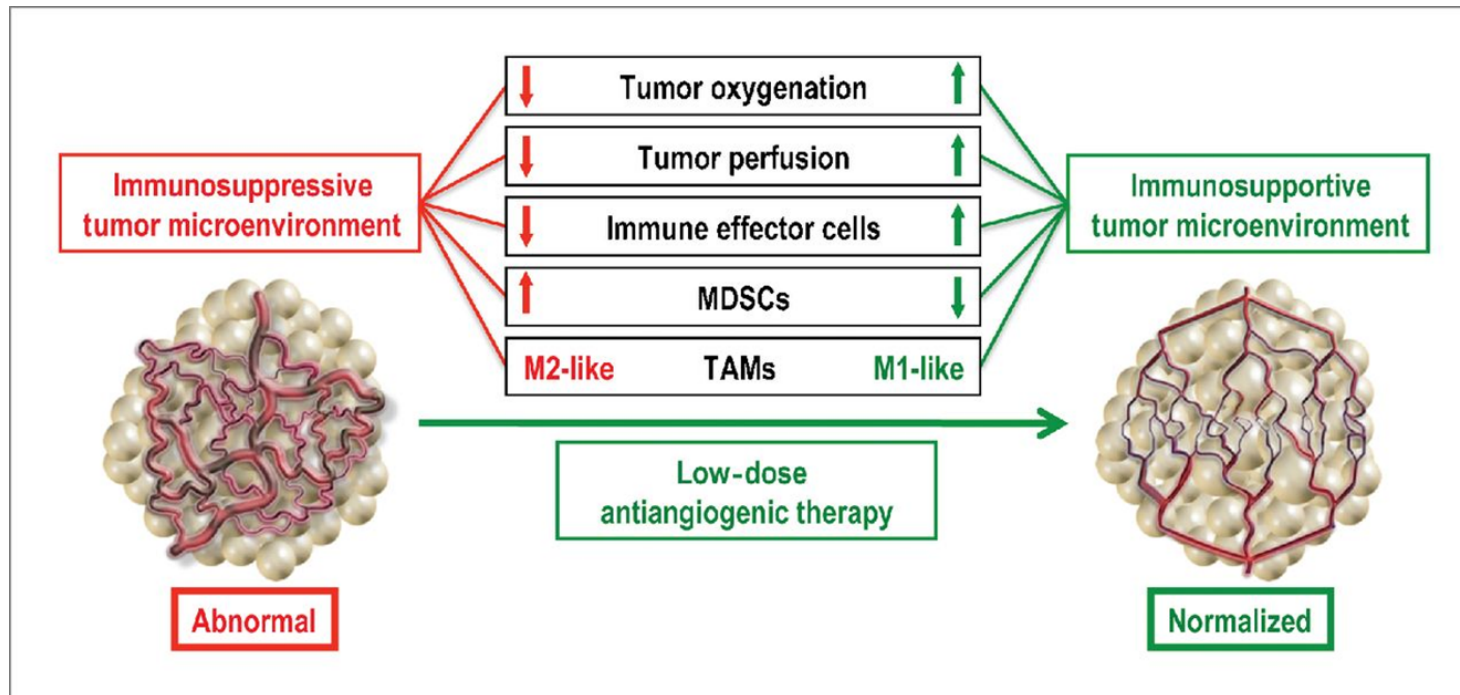 Tumor oxygenation
Tumor perfusion
Immune effector cells
MDSCs
M2-like TAMs M1-like
Immunosuppressive
tumor microenvironment
Immunosupportive
tumor microenvironment
Low-dose
antiangiogenic therapy
Abnormal
Normalized